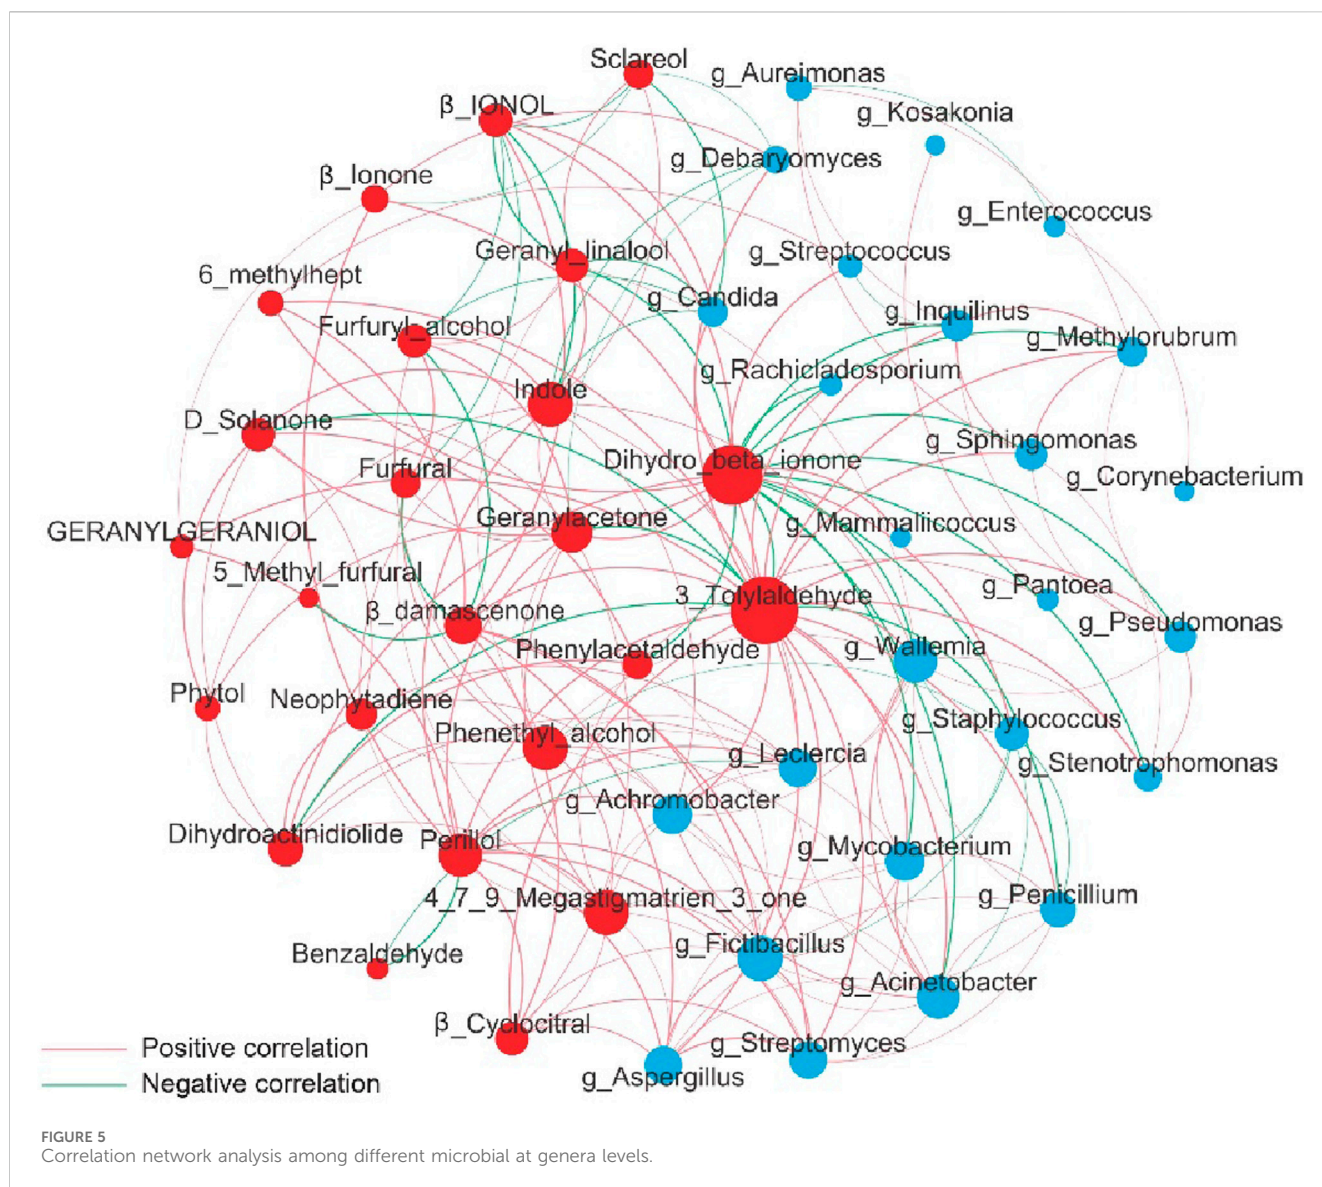 Sclareol
g_Aureimonas
β_IONOL
g_Kosakonia
g_Debaryomyces
β_Ionone
g_Enterococcus
Geranyl_linalool
g_Streptococcus
6_methylhept
g_Candida
g_Inquilinus
Furfuryl_alcohol
g_Methylorubrum
g_Rachicladosporium
Indole
D_Solanone
g_Sphingomonas
Furfural
Dihydro_beta_ionone
g_Corynebacterium
GERANYLGERANIOL
Geranylacetone
g_Mammaliicoccus
5_Methyl_furfural
g_Pantoea
β_damascenone
3_Tolylaldehyde
g_Pseudomonas
Phenylacetaldehyde
g_Wallemia
Phytol
Neophytadiene
g_Staphylococcus
Phenethyl_alcohol
g_Leclercia
g_Stenotrophomonas
g_Achromobacter
Dihydroactinidiolide
Perillol
g_Mycobacterium
4_7_9_Megastigmatrien_3_one
g_Penicillium
Benzaldehyde
g_Fictibacillus
g_Acinetobacter
β_Cyclocitral
g_Streptomyces
g_Aspergillus
Positive correlation
Negative correlation
FIGURE 5
Correlation network analysis among different microbial at genera levels.